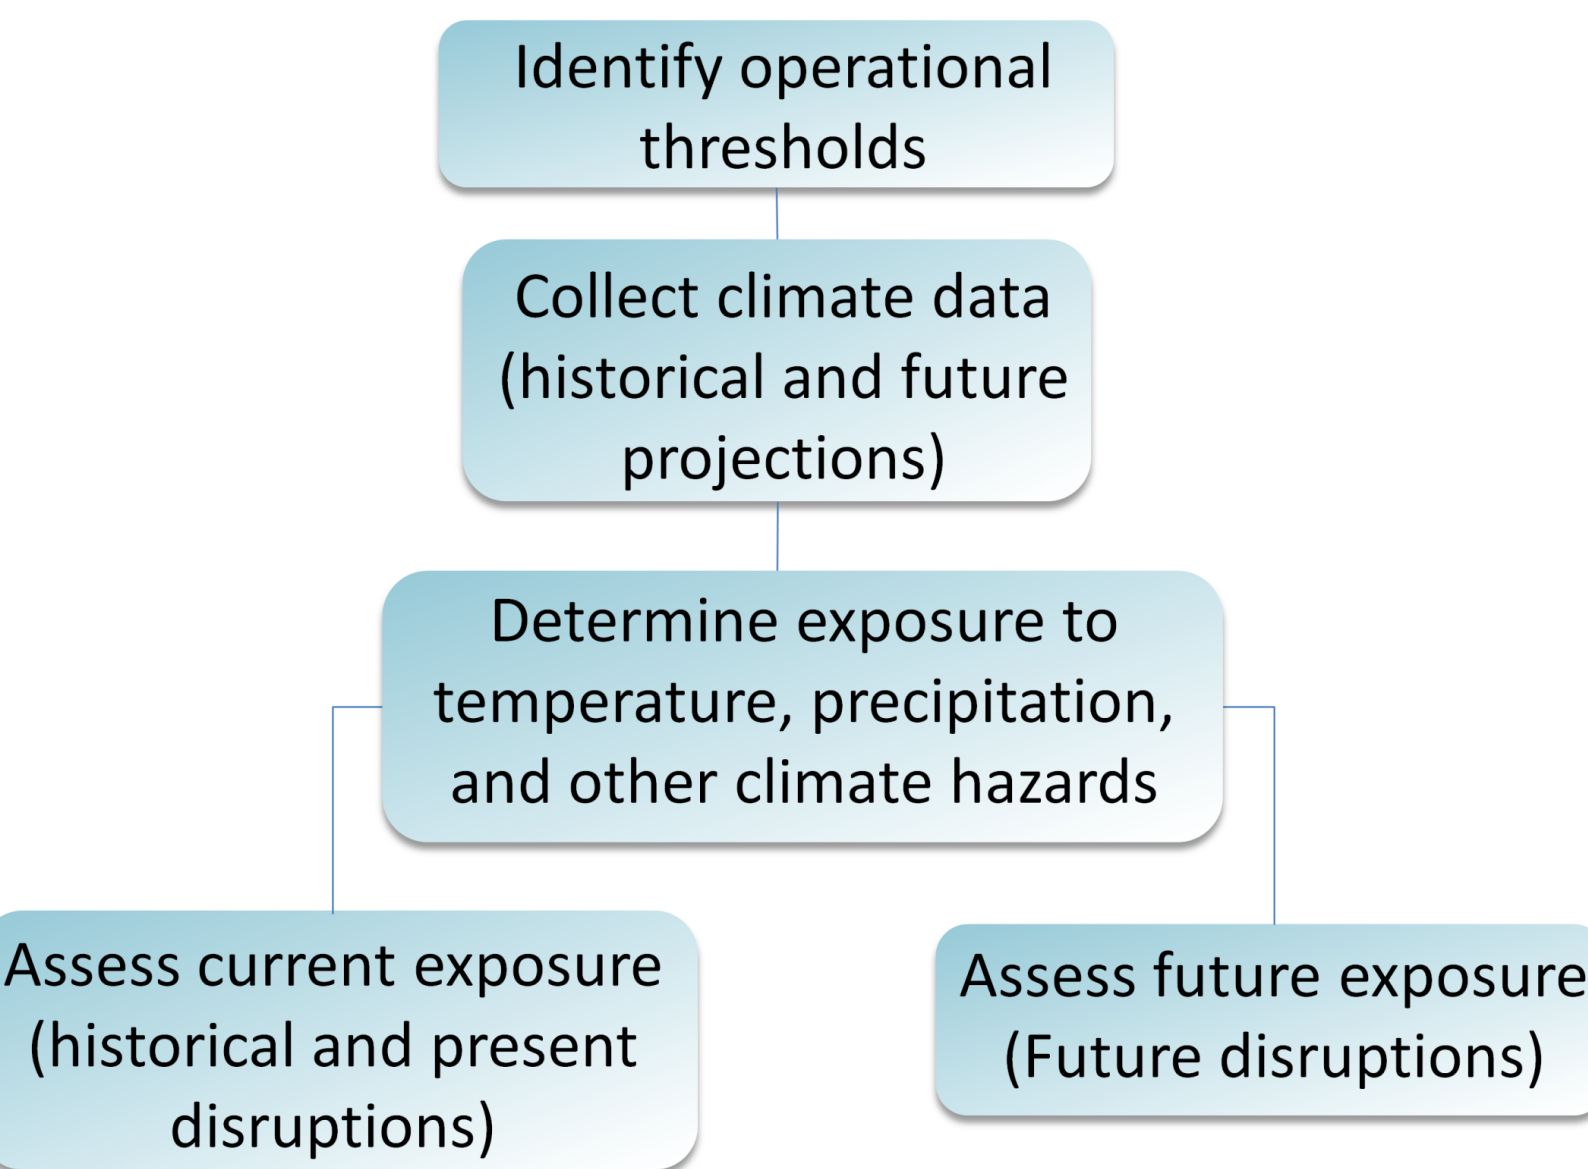 Identify operational
thresholds
Collect climate data
(historical and future
projections)
Determine exposure to
temperature, precipitation,
and other climate hazards
Assess current exposure
(historical and present
disruptions)
Assess future exposure
(Future disruptions)